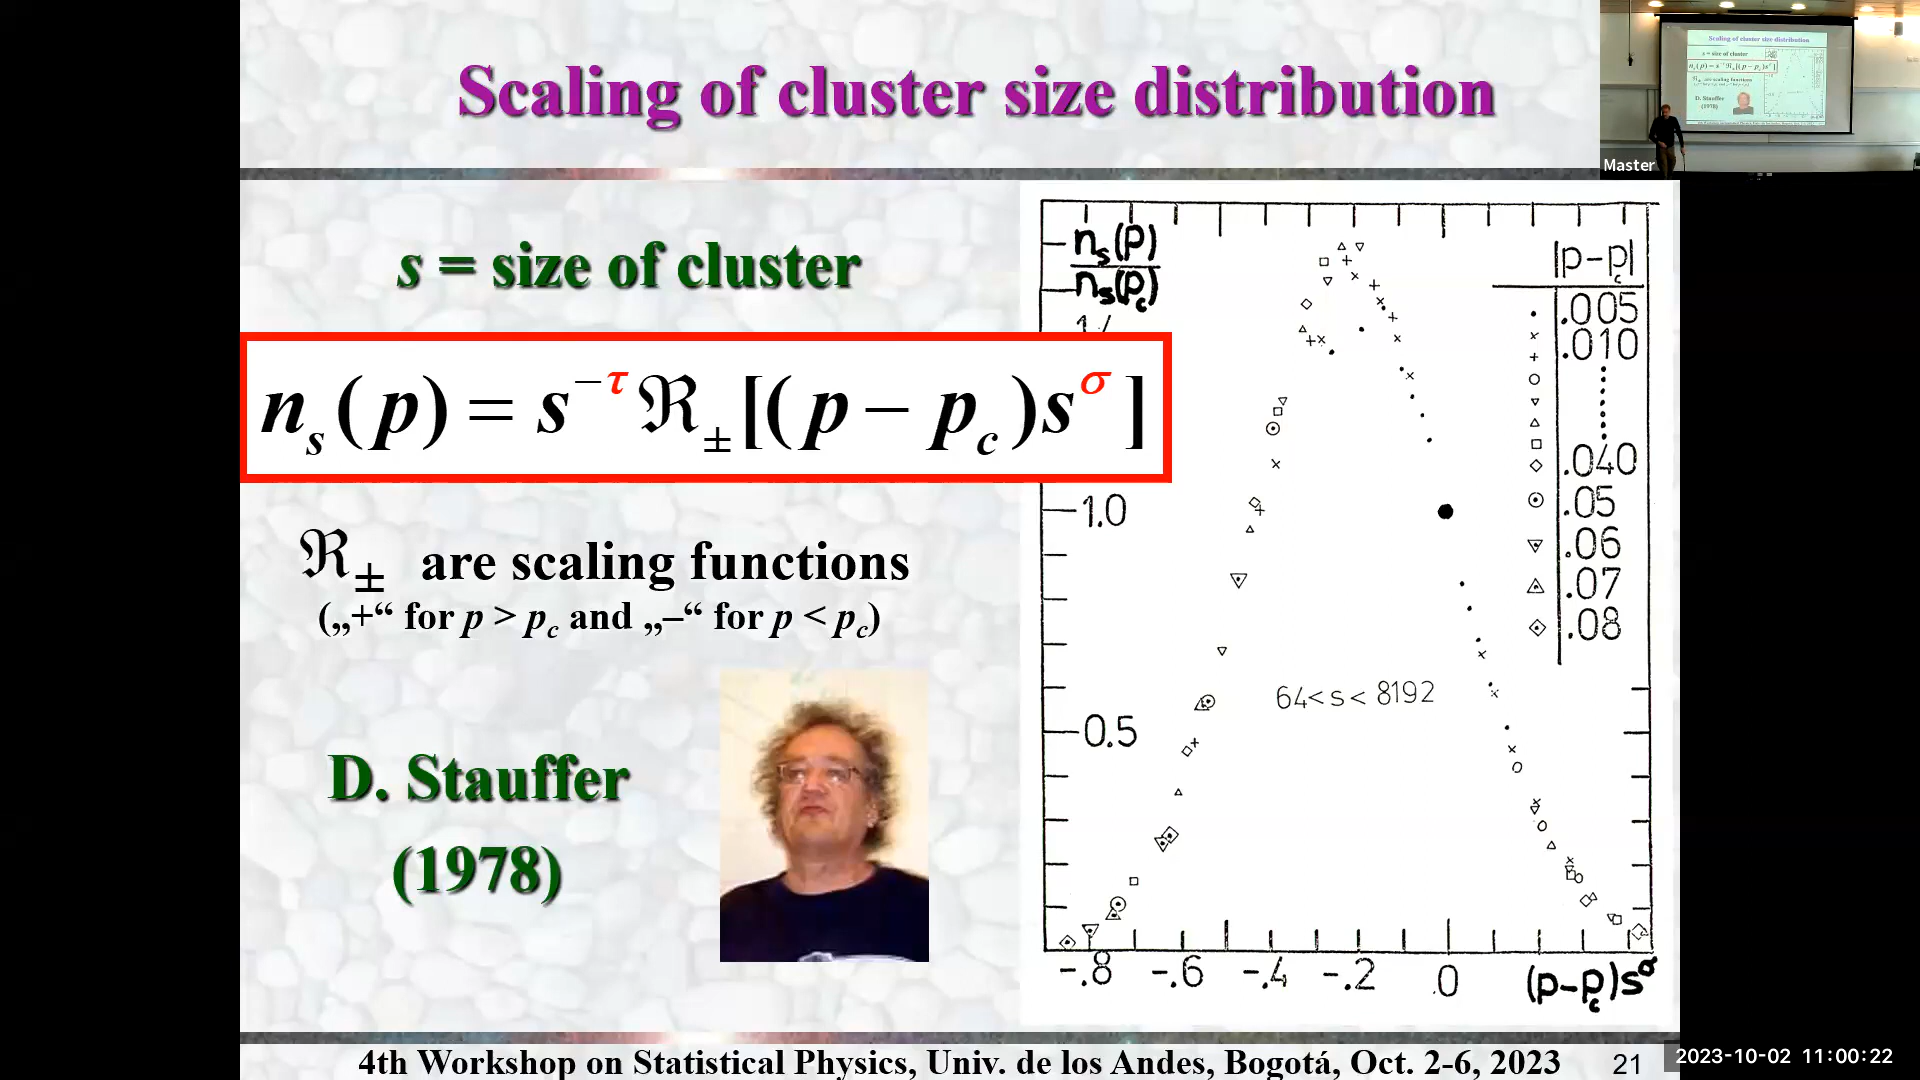 Scaling of cluster size distribution
Master
s = size of cluster
n_s(p) = s^{-τ} ℜ_±[(p − p_c)s^σ]
ℜ_± are scaling functions
(„+“ for p > p_c and „–“ for p < p_c)
D. Stauffer
(1978)
n_s(p)
n_s(p_c)
1.0
0.5
64<s<8192
|p-p_c|
.005
.010
.040
.05
.06
.07
.08
-.8 -.6 -.4 -.2 .0 (p-p_c)s^σ
4th Workshop on Statistical Physics, Univ. de los Andes, Bogotá, Oct. 2-6, 2023 21
2023-10-02 11:00:22